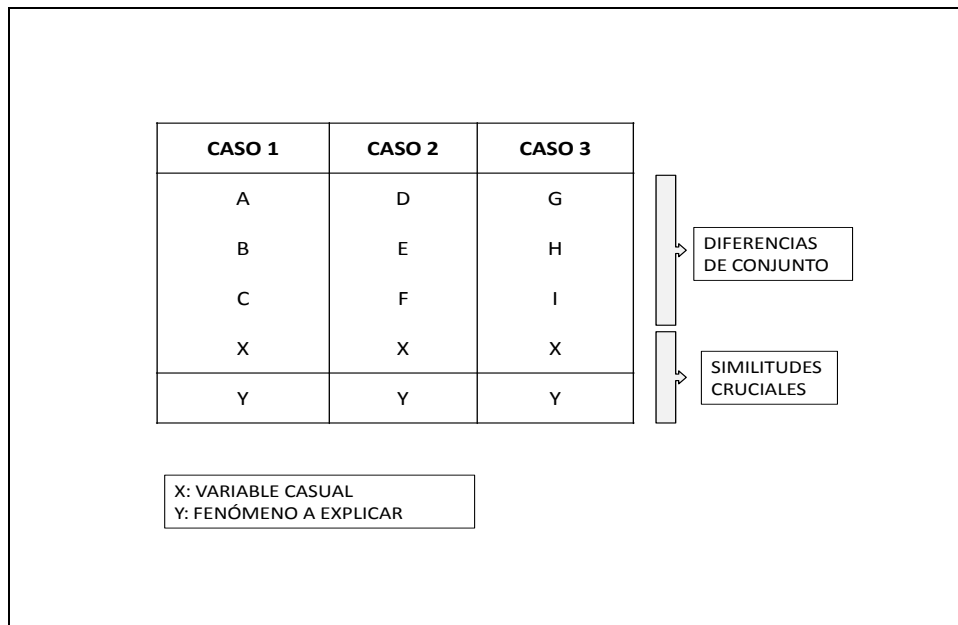 CASO 1 CASO 2 CASO 3
A D G
B E H
C F I
X X X
Y Y Y
DIFERENCIAS
DE CONJUNTO
SIMILITUDES
CRUCIALES
X: VARIABLE CASUAL
Y: FENÓMENO A EXPLICAR